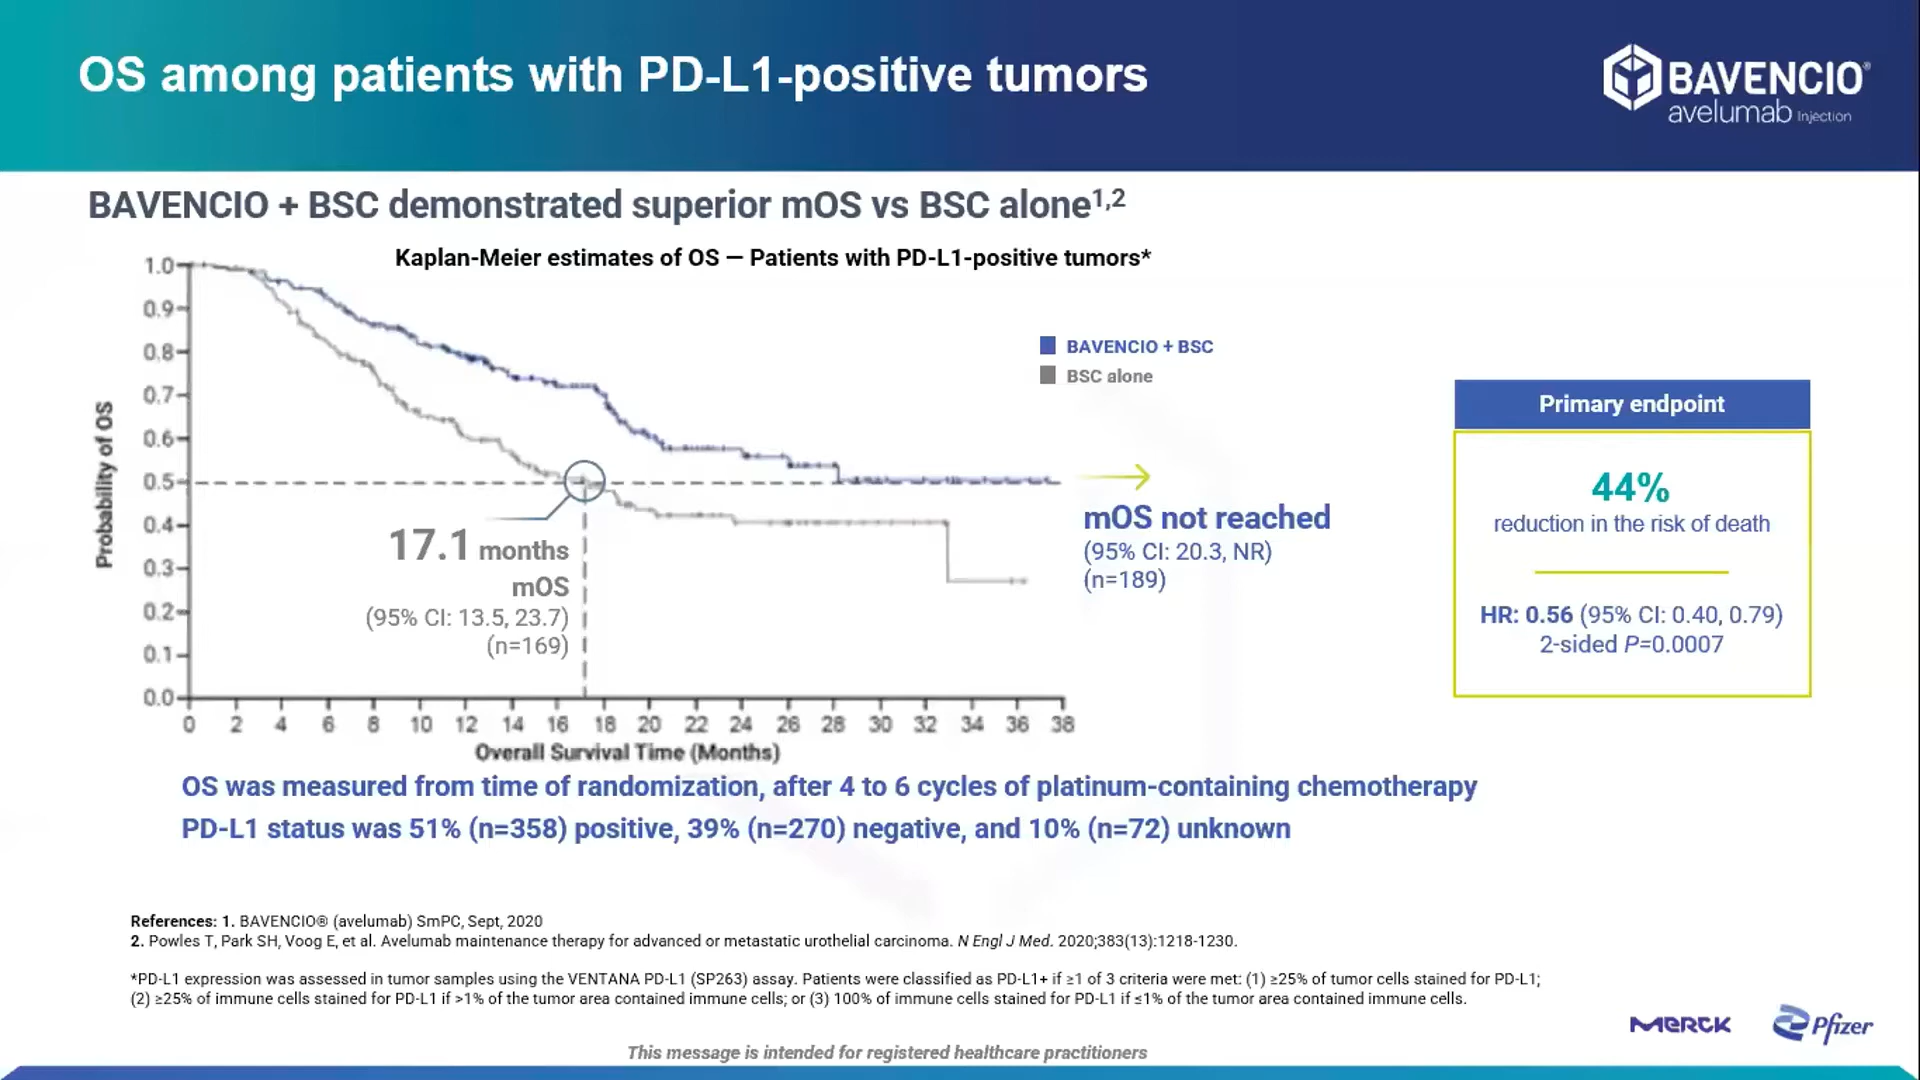 OS among patients with PD-L1-positive tumors
BAVENCIO®
avelumab Injection
BAVENCIO + BSC demonstrated superior mOS vs BSC alone1,2
Kaplan-Meier estimates of OS — Patients with PD-L1-positive tumors*
Probability of OS
1.0
0.9
0.8
0.7
0.6
0.5
0.4
0.3
0.2
0.1
0.0
0 2 4 6 8 10 12 14 16 18 20 22 24 26 28 30 32 34 36 38
Overall Survival Time (Months)
BAVENCIO + BSC
BSC alone
17.1 months
mOS
(95% CI: 13.5, 23.7)
(n=169)
mOS not reached
(95% CI: 20.3, NR)
(n=189)
Primary endpoint
44%
reduction in the risk of death
HR: 0.56 (95% CI: 0.40, 0.79)
2-sided P=0.0007
OS was measured from time of randomization, after 4 to 6 cycles of platinum-containing chemotherapy
PD-L1 status was 51% (n=358) positive, 39% (n=270) negative, and 10% (n=72) unknown
References: 1. BAVENCIO® (avelumab) SmPC, Sept, 2020
2. Powles T, Park SH, Voog E, et al. Avelumab maintenance therapy for advanced or metastatic urothelial carcinoma. N Engl J Med. 2020;383(13):1218-1230.
*PD-L1 expression was assessed in tumor samples using the VENTANA PD-L1 (SP263) assay. Patients were classified as PD-L1+ if ≥1 of 3 criteria were met: (1) ≥25% of tumor cells stained for PD-L1;
(2) ≥25% of immune cells stained for PD-L1 if >1% of the tumor area contained immune cells; or (3) 100% of immune cells stained for PD-L1 if ≤1% of the tumor area contained immune cells.
MERCK
Pfizer
This message is intended for registered healthcare practitioners